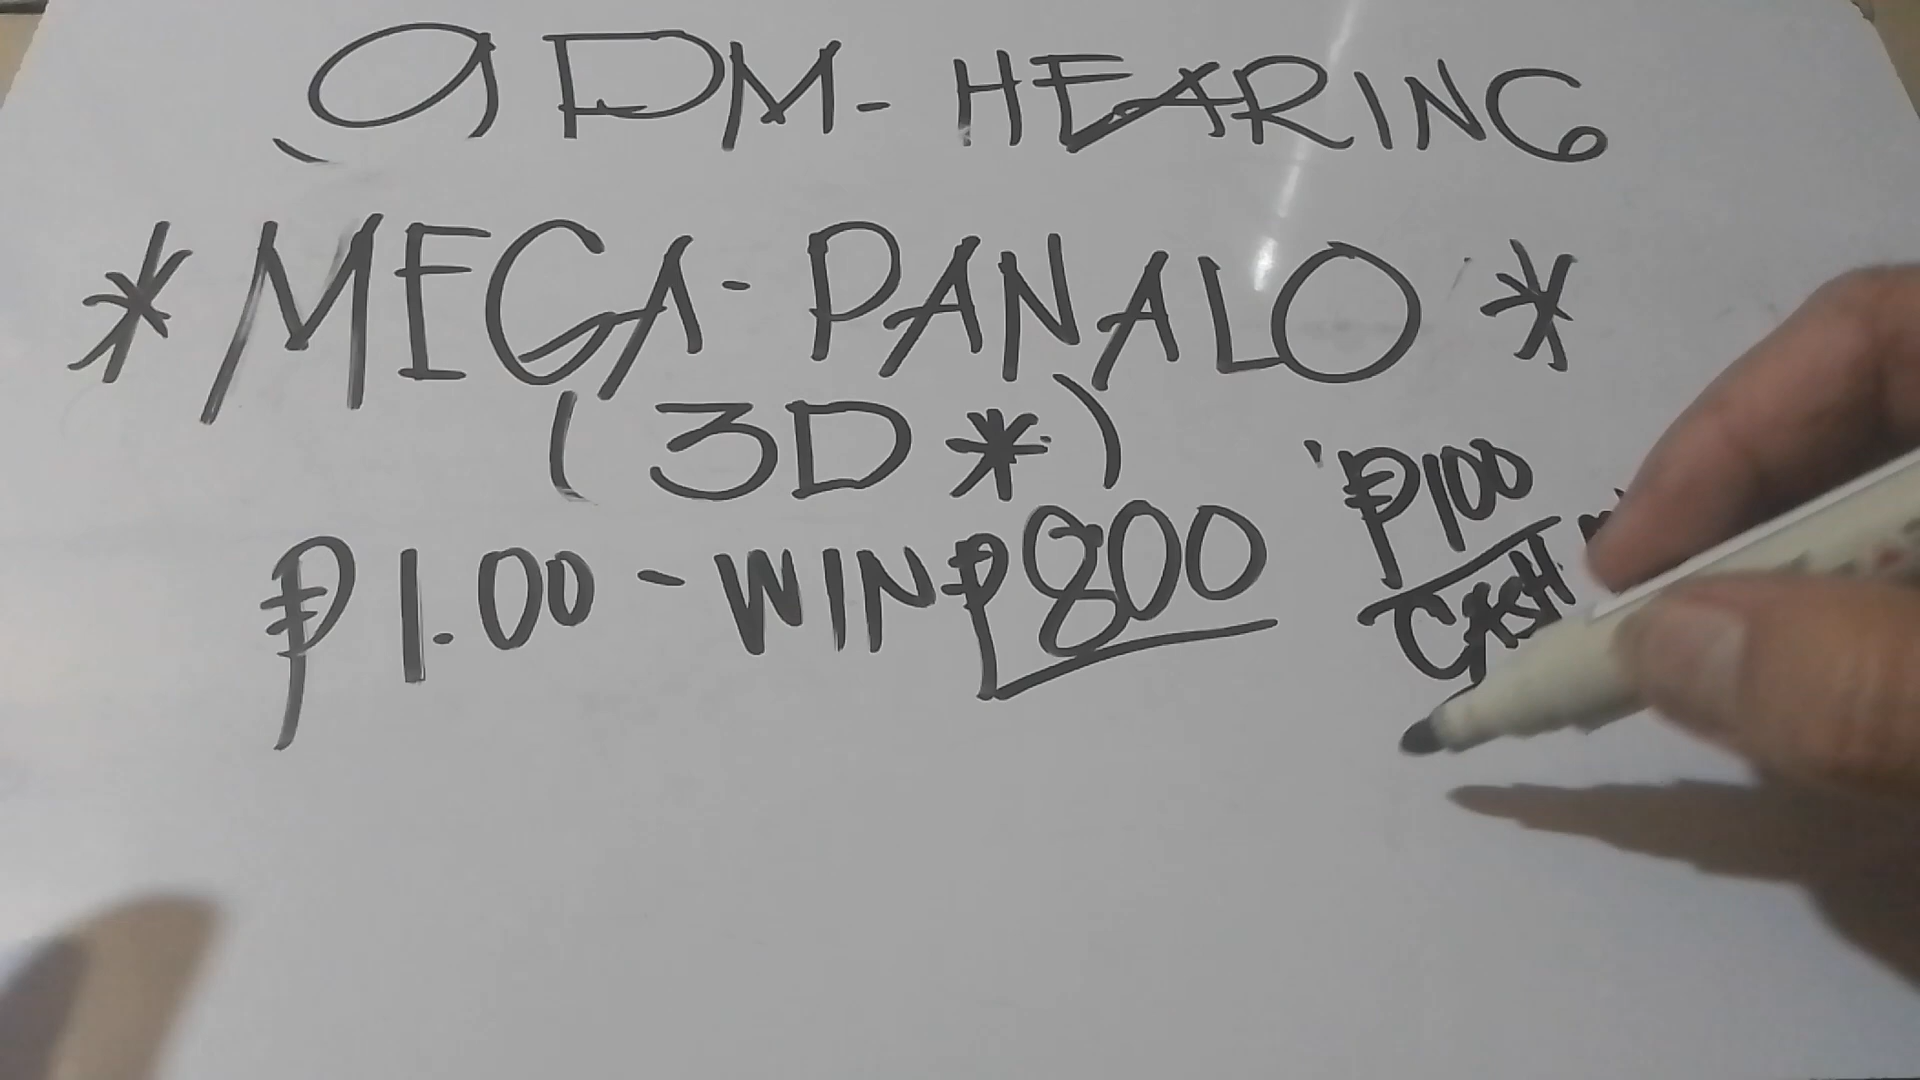 9PM- HEARING
* MEGA-PANALO *
(3D*)
₱1.00 - WIN ₱800
₱100
CASH